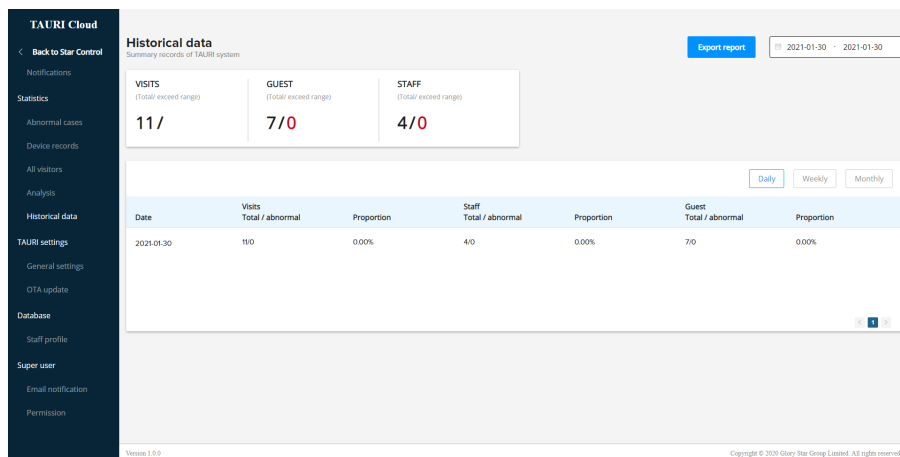 TAURI Cloud
Back to Star Control
Notifications
Statistics
Abnormal cases
Device records
All visitors
Analysis
Historical data
TAURI settings
General settings
OTA update
Database
Staff profile
Super user
Email notification
Permission
Historical data
Summary records of TAURI system
Export report
2021-01-30 - 2021-01-30
VISITS GUEST STAFF
(Total/ exceed range) (Total/ exceed range) (Total/ exceed range)
11/ 7/0 4/0
Daily Weekly Monthly
Visits Staff Guest
Date Total / abnormal Proportion Total / abnormal Proportion Total / abnormal Proportion
2021-01-30 11/0 0.00% 4/0 0.00% 7/0 0.00%
< 1 >
Version 1.0.0 Copyright © 2020 Glory Star Group Limited. All rights reserved